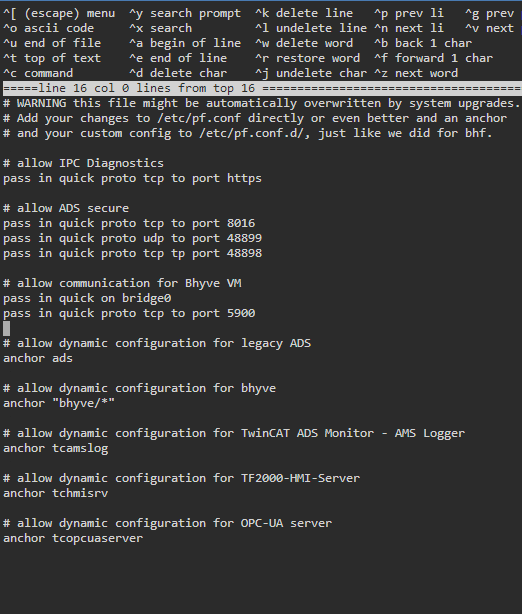 ^[ (escape) menu ^y search prompt ^k delete line ^p prev li ^g prev
^o ascii code ^x search ^l undelete line ^n next li ^v next
^u end of file ^a begin of line ^w delete word ^b back 1 char
^t top of text ^e end of line ^r restore word ^f forward 1 char
^c command ^d delete char ^j undelete char ^z next word
=====line 16 col 0 lines from top 16 =====================================
# WARNING this file might be automatically overwritten by system upgrades.
# Add your changes to /etc/pf.conf directly or even better and an anchor
# and your custom config to /etc/pf.conf.d/, just like we did for bhf.
# allow IPC Diagnostics
pass in quick proto tcp to port https
# allow ADS secure
pass in quick proto tcp to port 8016
pass in quick proto udp to port 48899
pass in quick proto tcp tp port 48898
# allow communication for Bhyve VM
pass in quick on bridge0
pass in quick proto tcp to port 5900
# allow dynamic configuration for legacy ADS
anchor ads
# allow dynamic configuration for bhyve
anchor "bhyve/*"
# allow dynamic configuration for TwinCAT ADS Monitor - AMS Logger
anchor tcamslog
# allow dynamic configuration for TF2000-HMI-Server
anchor tchmisrv
# allow dynamic configuration for OPC-UA server
anchor tcopcuaserver